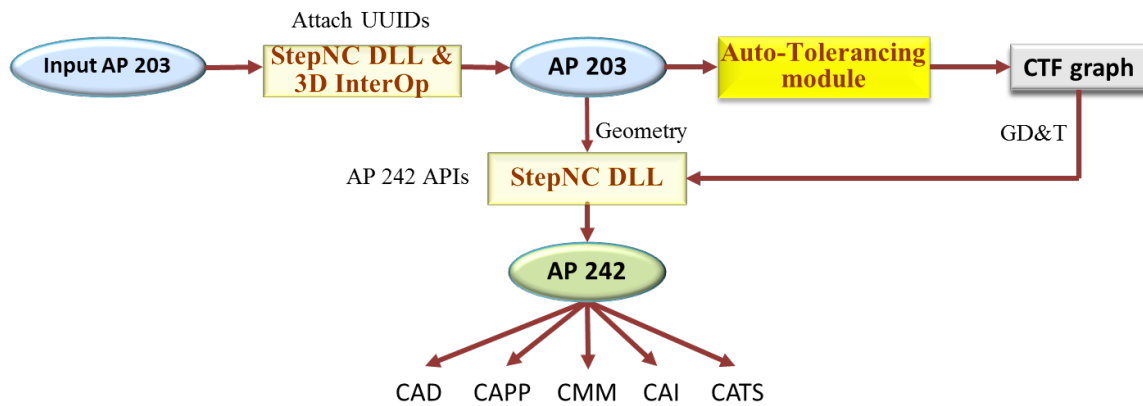 Attach UUIDs
Input AP 203
StepNC DLL &
3D InterOp
AP 203
Auto-Tolerancing
module
CTF graph
Geometry
GD&T
AP 242 APIs
StepNC DLL
AP 242
CAD
CAPP
CMM
CAI
CATS